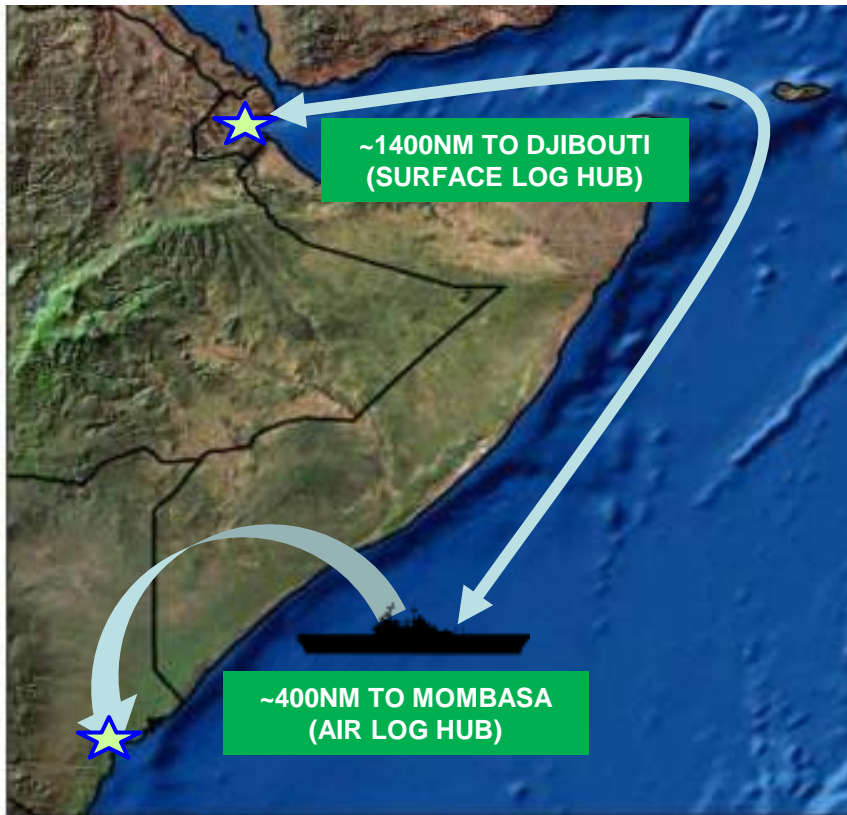 ~1400NM TO DJIBOUTI
(SURFACE LOG HUB)
~400NM TO MOMBASA
(AIR LOG HUB)